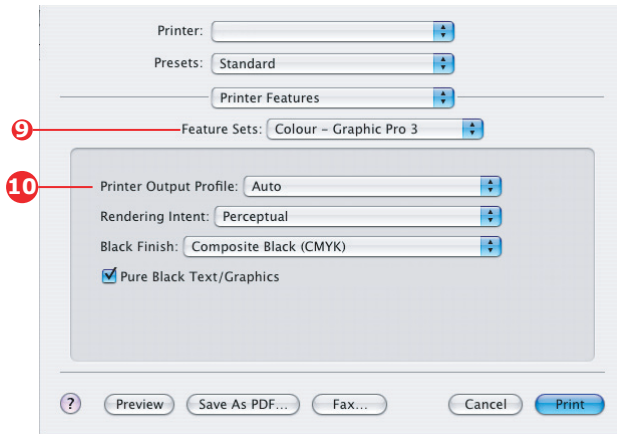 Printer:
Presets: Standard
Printer Features
9 Feature Sets: Colour – Graphic Pro 3
10 Printer Output Profile: Auto
Rendering Intent: Perceptual
Black Finish: Composite Black (CMYK)
Pure Black Text/Graphics
? Preview Save As PDF... Fax... Cancel Print